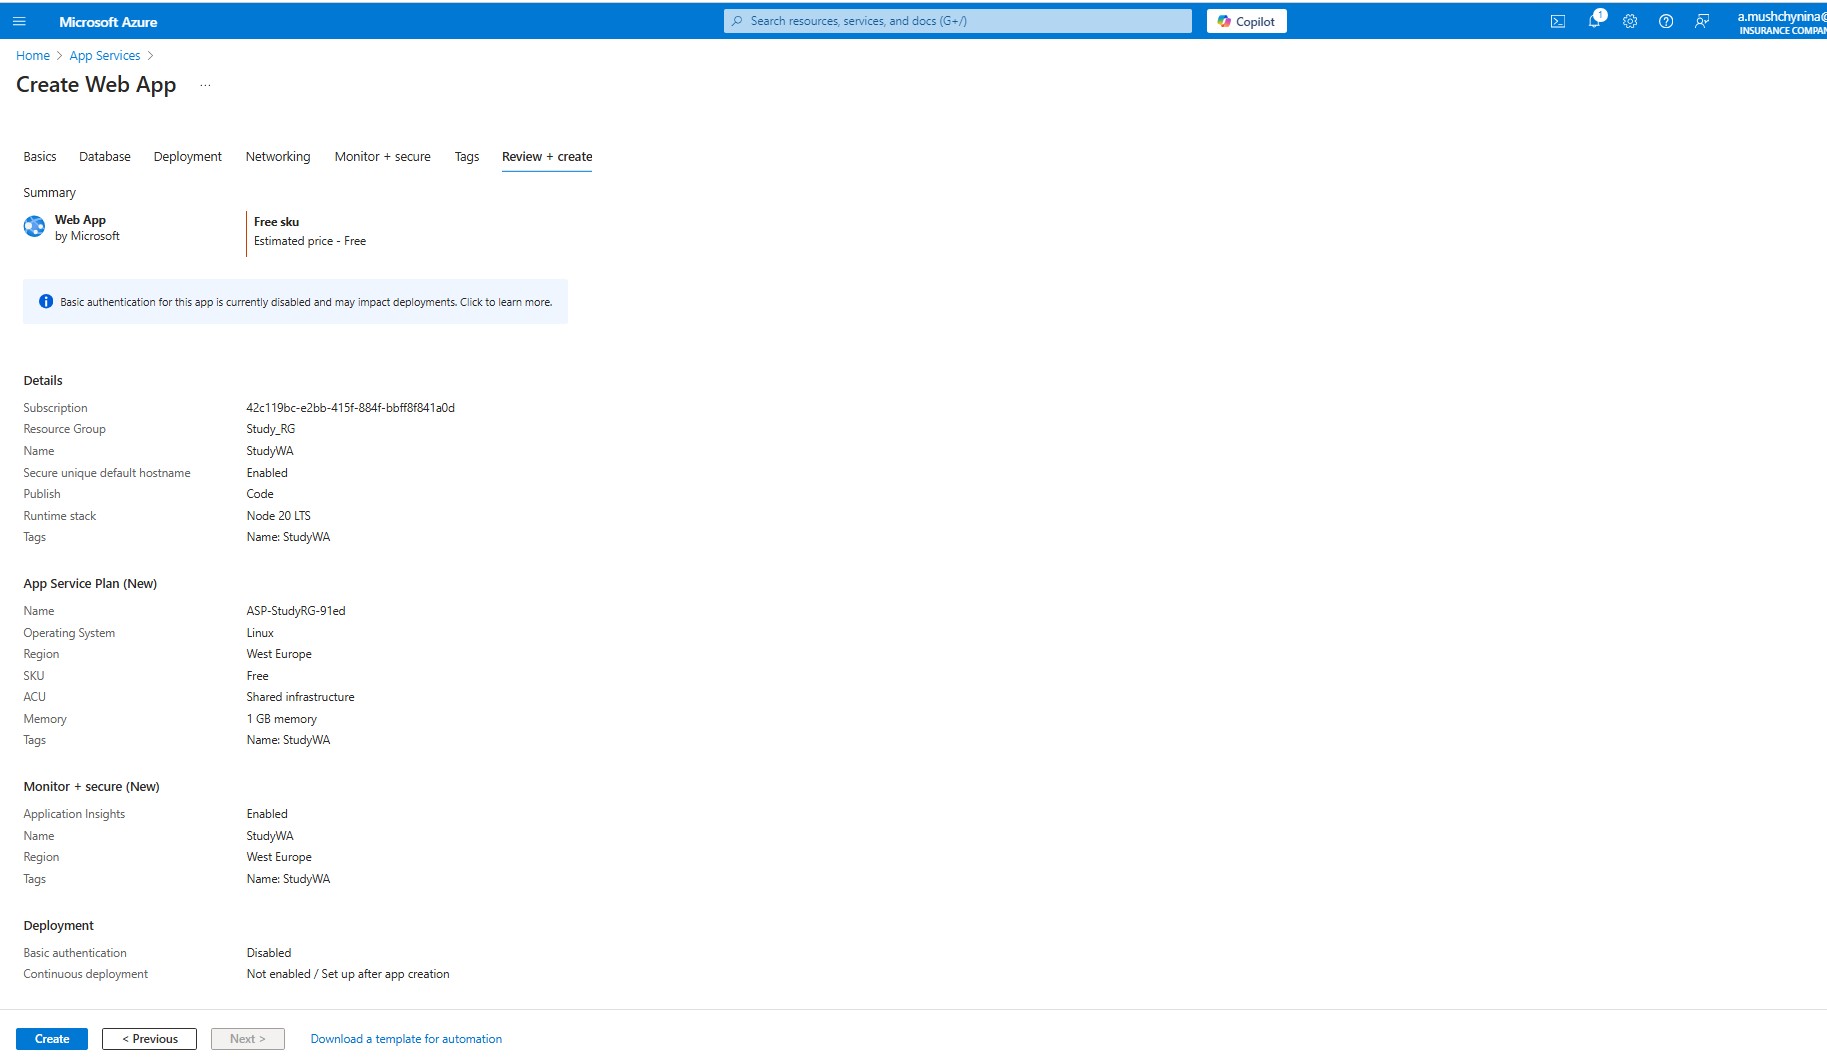 Microsoft Azure
Search resources, services, and docs (G+/)
Copilot
1
a.mushchynina@
INSURANCE COMPAN
Home > App Services >
Create Web App ...
Basics Database Deployment Networking Monitor + secure Tags Review + create
Summary
Web App
by Microsoft
Free sku
Estimated price - Free
Basic authentication for this app is currently disabled and may impact deployments. Click to learn more.
Details
Subscription 42c119bc-e2bb-415f-884f-bbff8f841a0d
Resource Group Study_RG
Name StudyWA
Secure unique default hostname Enabled
Publish Code
Runtime stack Node 20 LTS
Tags Name: StudyWA
App Service Plan (New)
Name ASP-StudyRG-91ed
Operating System Linux
Region West Europe
SKU Free
ACU Shared infrastructure
Memory 1 GB memory
Tags Name: StudyWA
Monitor + secure (New)
Application Insights Enabled
Name StudyWA
Region West Europe
Tags Name: StudyWA
Deployment
Basic authentication Disabled
Continuous deployment Not enabled / Set up after app creation
Create < Previous Next > Download a template for automation